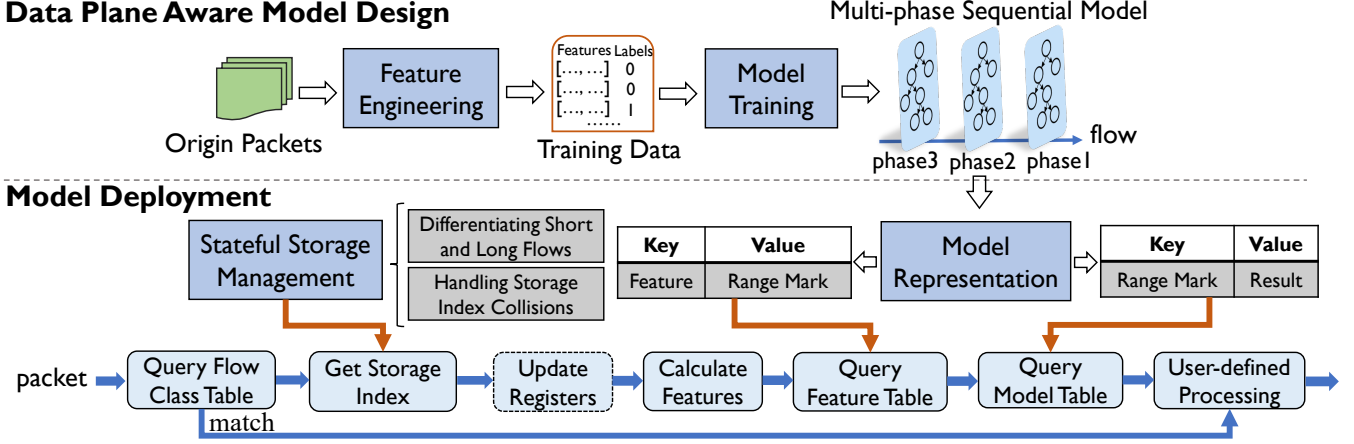 Data Plane Aware Model Design
Multi-phase Sequential Model
Origin Packets
Feature
Engineering
Features Labels
[..., ...] 0
[..., ...] 0
[..., ...] 1
......
Training Data
Model
Training
flow
phase3
phase2
phase1
Model Deployment
Stateful Storage
Management
Differentiating Short
and Long Flows
Handling Storage
Index Collisions
Key Value
Feature Range Mark
Model
Representation
Key Value
Range Mark Result
packet
Query Flow
Class Table
Get Storage
Index
Update
Registers
Calculate
Features
Query
Feature Table
Query
Model Table
User-defined
Processing
match